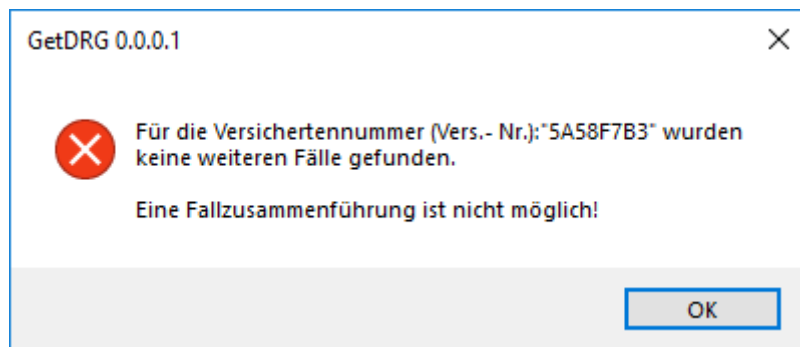 GetDRG 0.0.0.1
Für die Versichertennummer (Vers.- Nr.):"5A58F7B3" wurden
keine weiteren Fälle gefunden.
Eine Fallzusammenführung ist nicht möglich!
OK